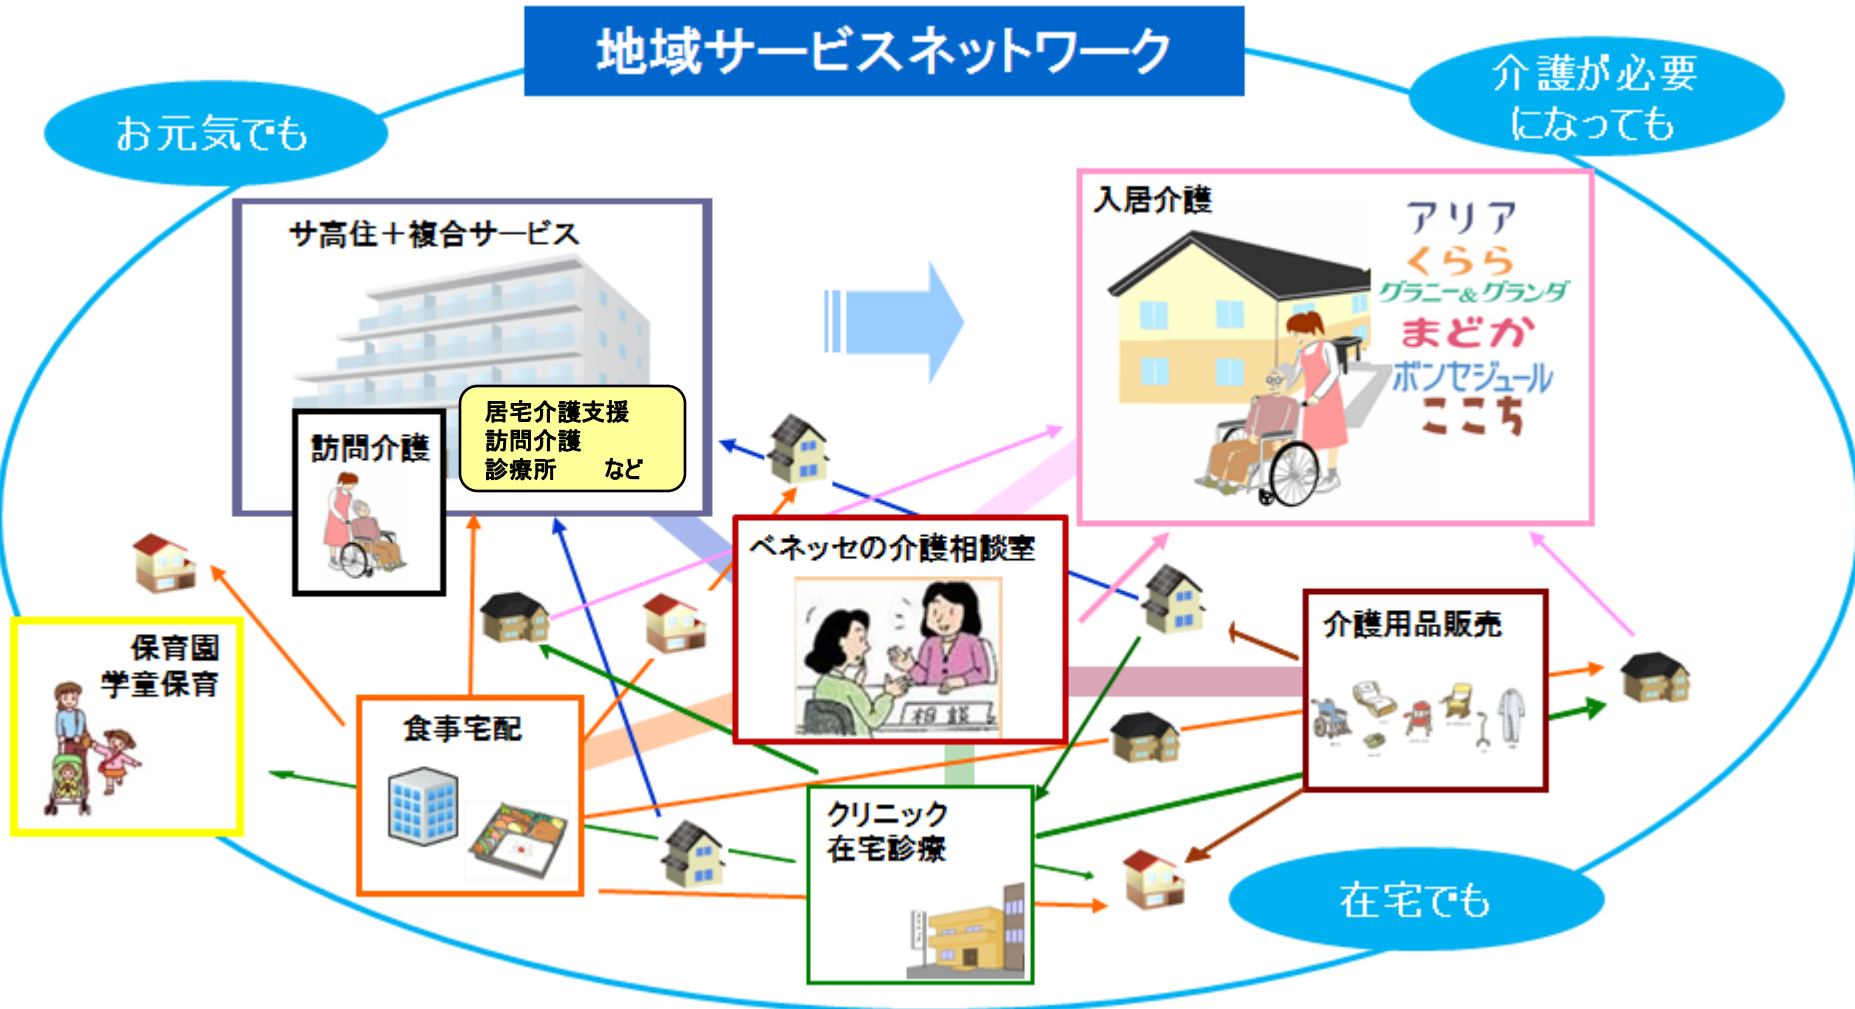 地域サービスネットワーク
お元気でも
介護が必要
になっても
サ高住+複合サービス
居宅介護支援
訪問介護
診療所 など
訪問介護
入居介護
アリア
くらら
グラニー&グランダ
まどか
ボンセジュール
ここち
ベネッセの介護相談室
相談
保育園
学童保育
食事宅配
介護用品販売
クリニック
在宅診療
在宅でも